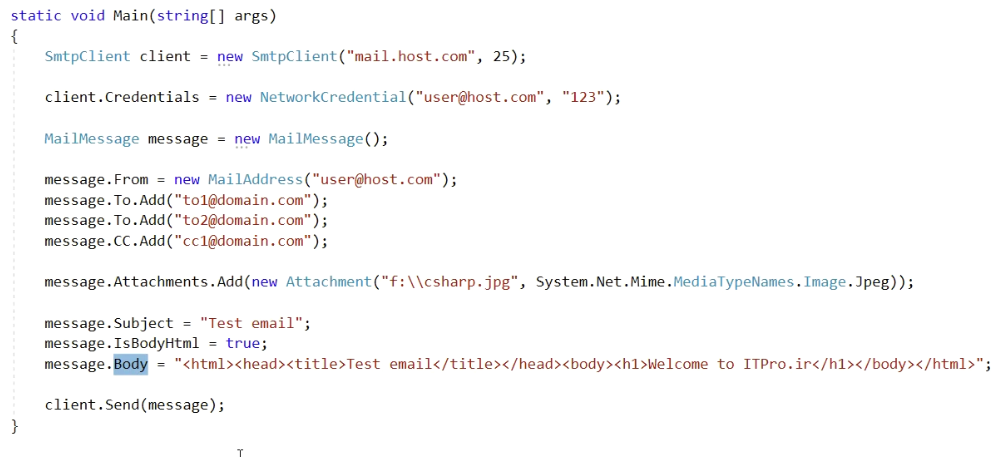 static void Main(string[] args)
{
SmtpClient client = new SmtpClient("mail.host.com", 25);
client.Credentials = new NetworkCredential("user@host.com", "123");
MailMessage message = new MailMessage();
message.From = new MailAddress("user@host.com");
message.To.Add("to1@domain.com");
message.To.Add("to2@domain.com");
message.CC.Add("cc1@domain.com");
message.Attachments.Add(new Attachment("f:\\csharp.jpg", System.Net.Mime.MediaTypeNames.Image.Jpeg));
message.Subject = "Test email";
message.IsBodyHtml = true;
message.Body = "<html><head><title>Test email</title></head><body><h1>Welcome to ITPro.ir</h1></body></html>";
client.Send(message);
}